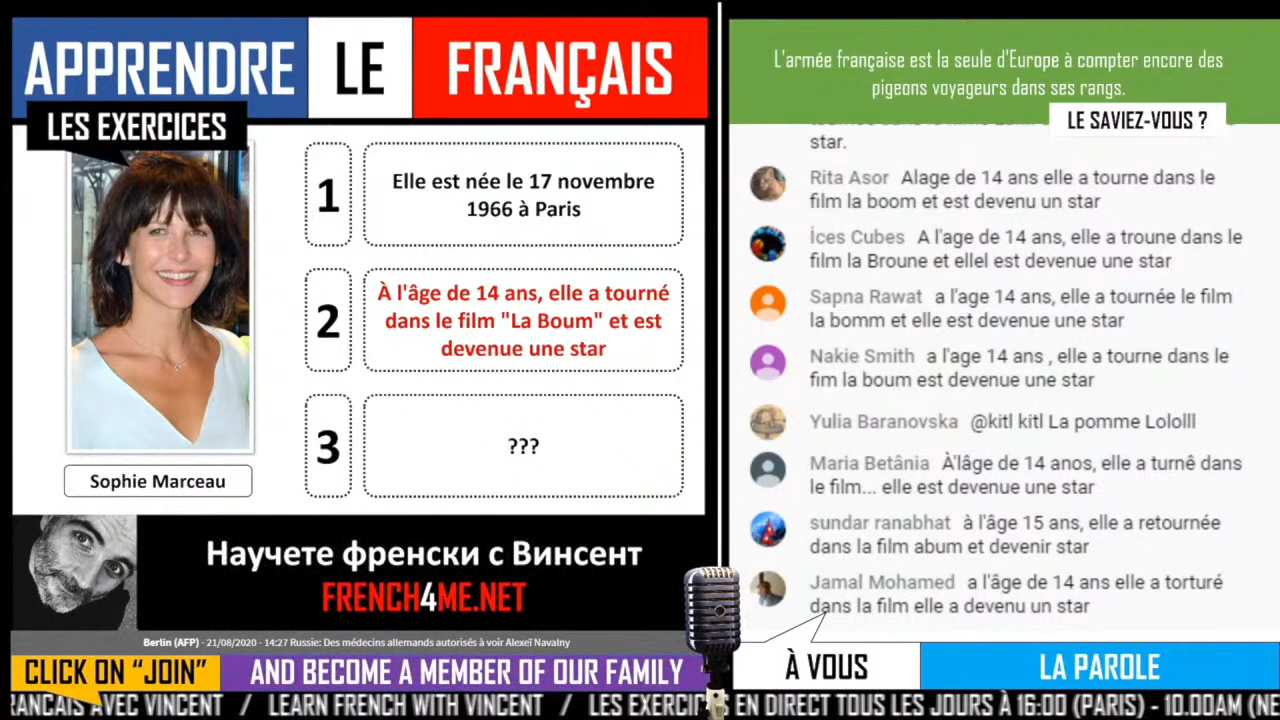 APPRENDRE LE FRANÇAIS
LES EXERCICES
1
Elle est née le 17 novembre
1966 à Paris
2
À l'âge de 14 ans, elle a tourné
dans le film "La Boum" et est
devenue une star
3
???
Sophie Marceau
Научете френски с Винсент
FRENCH4ME.NET
Berlin (AFP) - 21/08/2020 - 14:27 Russie: Des médecins allemands autorisés à voir Alexeï Navalny
CLICK ON “JOIN” AND BECOME A MEMBER OF OUR FAMILY
L'armée française est la seule d'Europe à compter encore des
pigeons voyageurs dans ses rangs.
LE SAVIEZ-VOUS ?
star.
Rita Asor Alage de 14 ans elle a tourne dans le
film la boom et est devenu un star
İces Cubes A l'age de 14 ans, elle a troune dans le
film la Broune et ellel est devenue une star
Sapna Rawat a l'age 14 ans, elle a tournée le film
la bomm et elle est devenue une star
Nakie Smith a l'age 14 ans , elle a tourne dans le
fim la boum est devenue une star
Yulia Baranovska @kitl kitl La pomme Lololll
Maria Betânia À'lâge de 14 anos, elle a turnê dans
le film... elle est devenue une star
sundar ranabhat à l'âge 15 ans, elle a retournée
dans la film abum et devenir star
Jamal Mohamed a l'âge de 14 ans elle a torturé
dans la film elle a devenu un star
À VOUS LA PAROLE
RANÇAIS AVEC VINCENT / LEARN FRENCH WITH VINCENT / LES EXERCI EN DIRECT TOUS LES JOURS À 16:00 (PARIS) - 10.00AM (NE